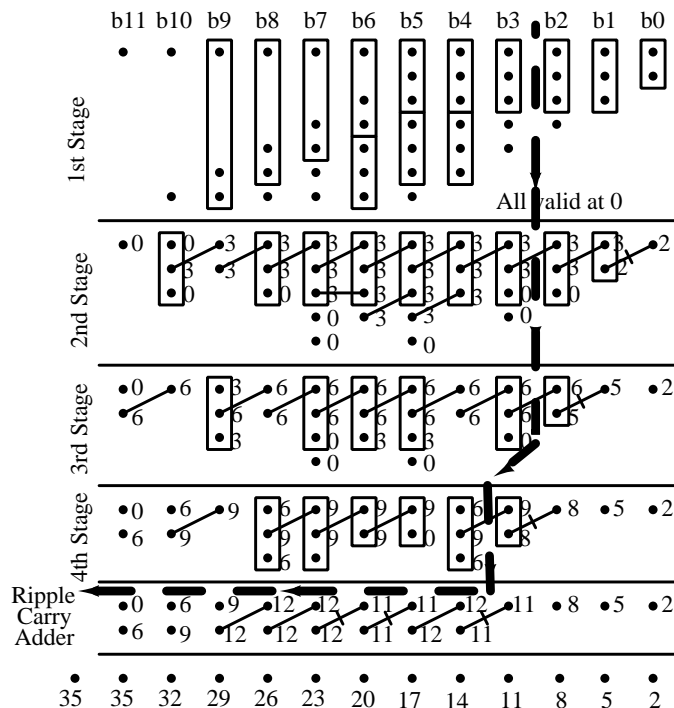 b11 b10 b9 b8 b7 b6 b5 b4 b3 b2 b1 b0
1st Stage
All valid at 0
2nd Stage
0 0 3 3 3 3 3 3 3 3 3 2
3 3 3 3 3 3 3 3 3 2
0 0 3 3 3 3 0 0
0 3 3 0
0 0
3rd Stage
0 6 3 6 6 6 6 6 6 6 5 2
6 6 6 6 6 6 6 6 5
3 0 3 3 0
0 0
4th Stage
0 6 9 6 9 9 9 6 9 8 5 2
6 9 9 9 9 0 9 8
6 6
Ripple
Carry
Adder
0 6 9 12 12 11 11 12 11 8 5 2
6 9 12 12 12 11 12 11
35 35 32 29 26 23 20 17 14 11 8 5 2